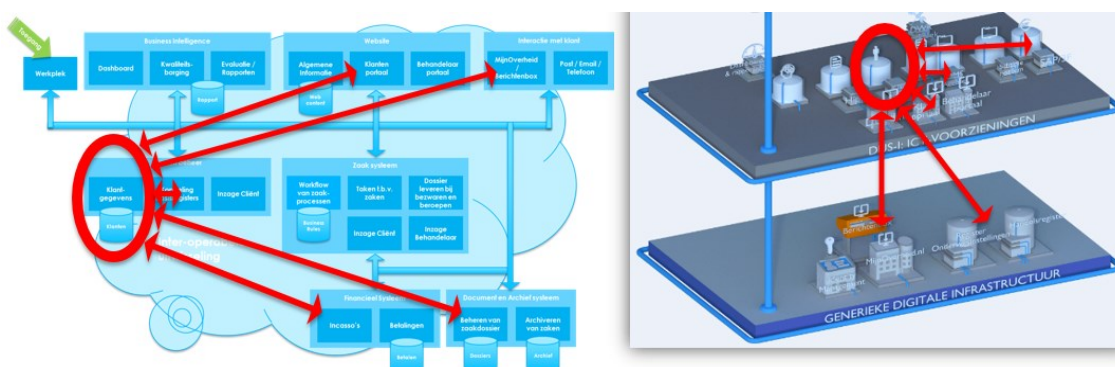 Toegang
Werkplek
Business Intelligence
Dashboard
Kwaliteits-
borging
Evaluatie /
Rapporten
Rapport
Website
Algemene
Informatie
Klanten
portaal
Behandelaar
portaal
Web
content
Interactie met klant
MijnOverheid
/
Berichtenbox
Post / Email /
Telefoon
Klant-
gegevens
Klanten
Inzage Cliënt
Zaak systeem
Workflow
van zaak-
processen
Business
Rules
Taken t.b.v.
zaken
Dossier
leveren bij
bezwaren en
beroepen
Inzage Cliënt
Inzage
Behandelaar
Financieel Systeem
Incasso's
Betalingen
Betalen
Document en Archief systeem
Beheren van
zaakdossier
Archiveren
van zaken
Dossiers
Archief
DUS-I: ICT-VOORZIENINGEN
GENERIEKE DIGITALE INFRASTRUCTUUR